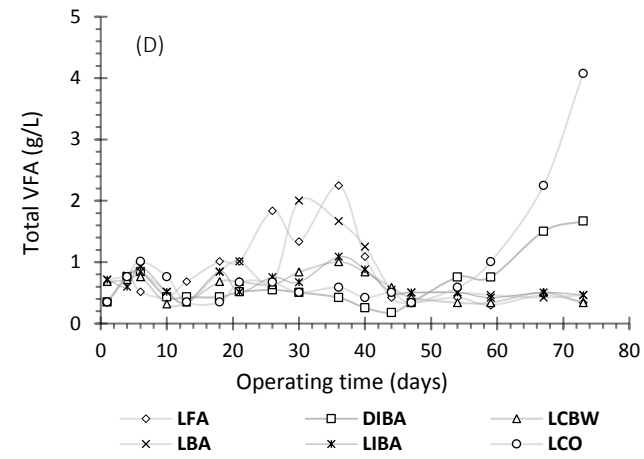 5
(D)
4
3
2
1
0
Total VFA (g/L)
0 10 20 30 40 50 60 70 80
Operating time (days)
LFA DIBA LCBW
LBA LIBA LCO